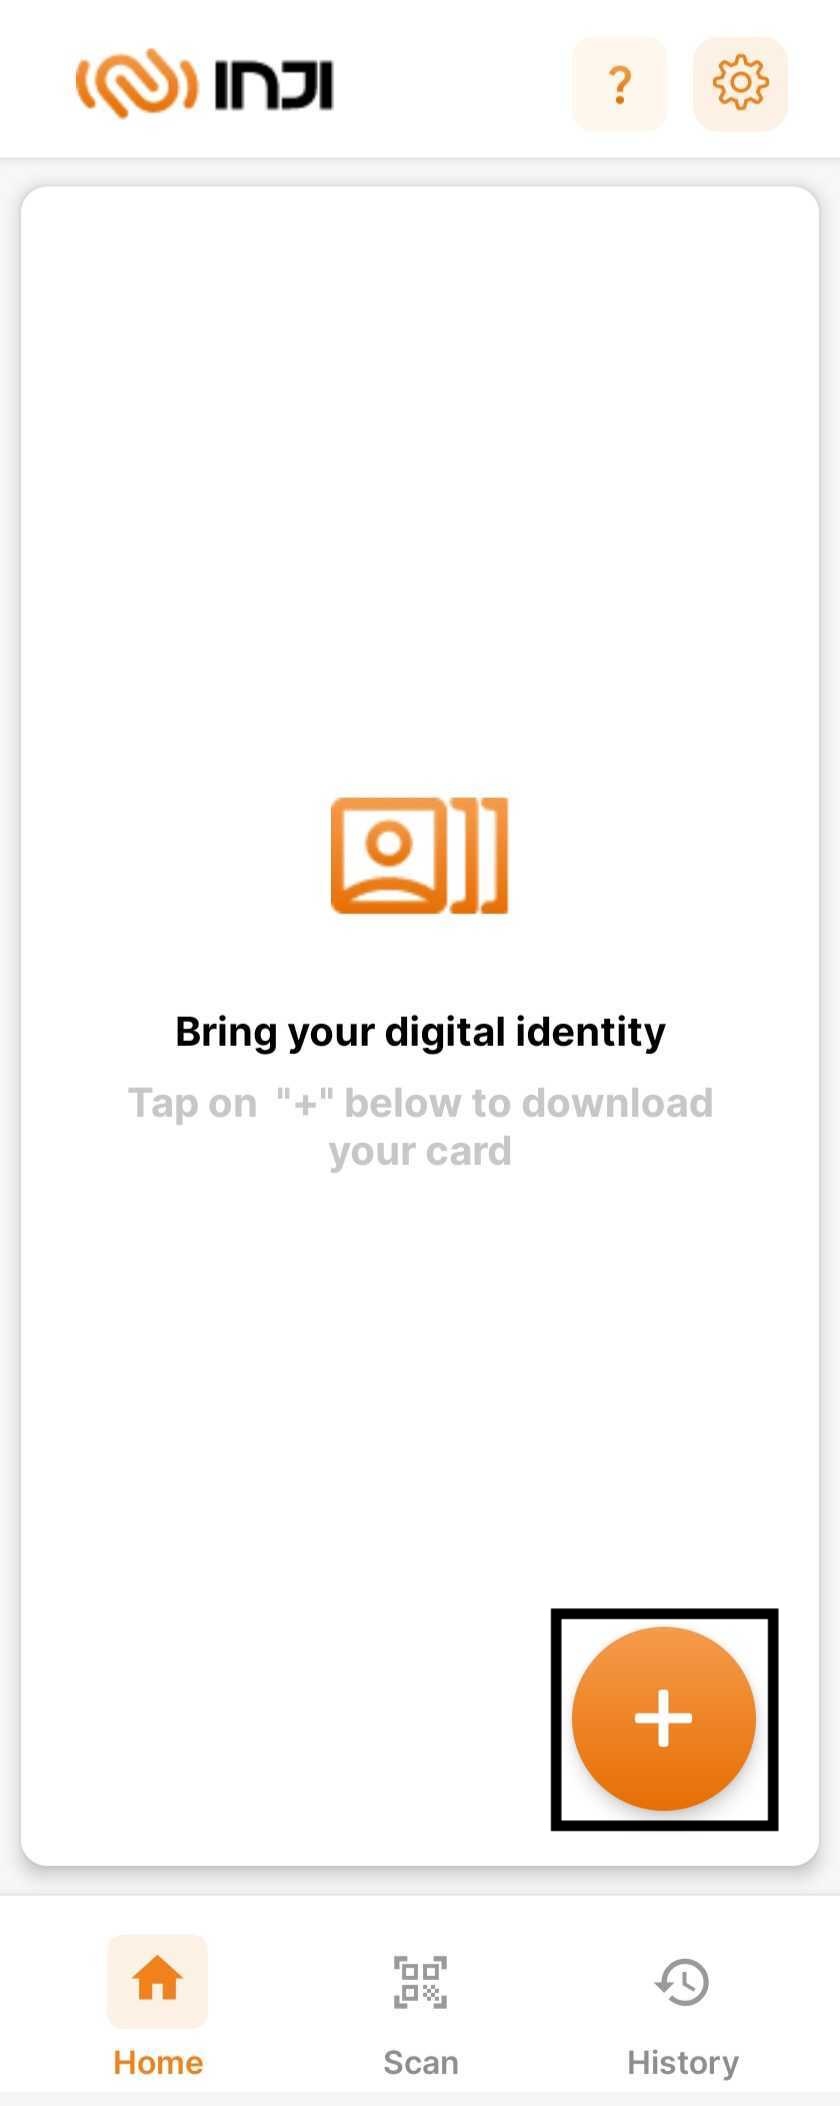 INJI
?
Bring your digital identity
Tap on  "+" below to download
your card
+
Home
Scan
History